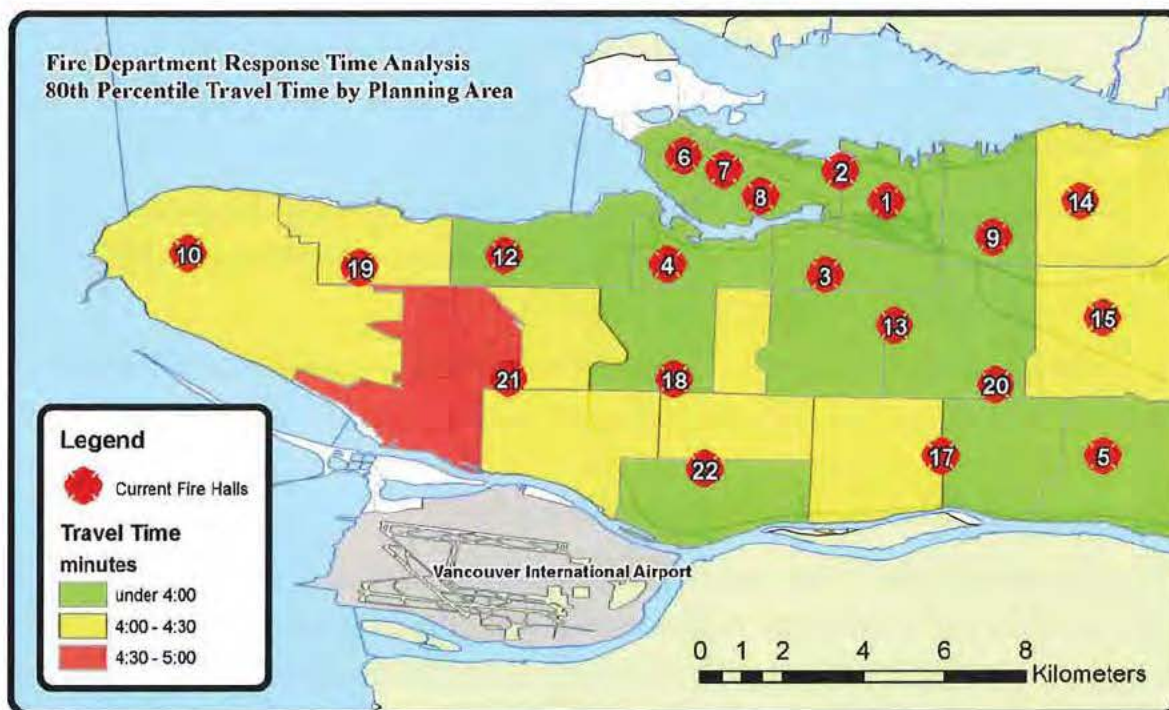 Fire Department Response Time Analysis
80th Percentile Travel Time by Planning Area
6
7
2
8
1
14
9
10
12
19
4
3
15
13
21
18
20
17
5
22
Legend
Current Fire Halls
Travel Time
minutes
under 4:00
4:00 - 4:30
4:30 - 5:00
Vancouver International Airport
0 1 2 4 6 8
Kilometers